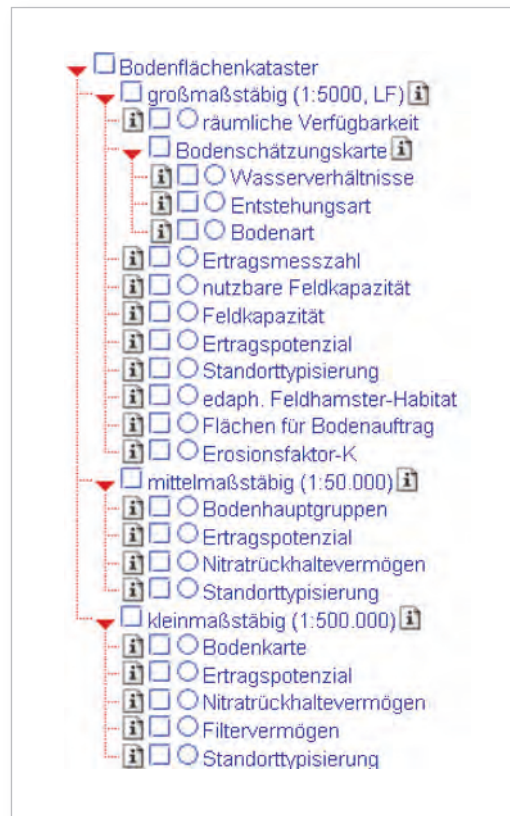 Bodenflächenkataster
großmaßstäbig (1:5000, LF)
räumliche Verfügbarkeit
Bodenschätzungskarte
Wasserverhältnisse
Entstehungsart
Bodenart
Ertragsmesszahl
nutzbare Feldkapazität
Feldkapazität
Ertragspotenzial
Standorttypisierung
edaph. Feldhamster-Habitat
Flächen für Bodenauftrag
Erosionsfaktor-K
mittelmaßstäbig (1:50.000)
Bodenhauptgruppen
Ertragspotenzial
Nitratrückhaltevermögen
Standorttypisierung
kleinmaßstäbig (1:500.000)
Bodenkarte
Ertragspotenzial
Nitratrückhaltevermögen
Filtervermögen
Standorttypisierung